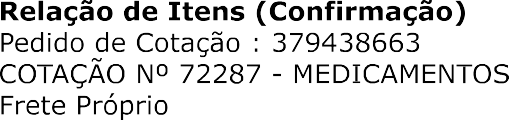 Relação de Itens (Confirmação)
Pedido de Cotação : 379438663
COTAÇÃO Nº 72287 - MEDICAMENTOS
Frete Próprio